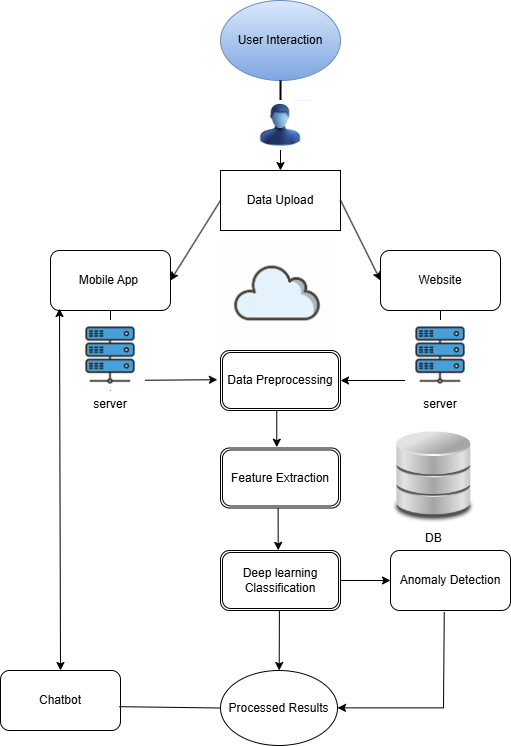 User Interaction
Data Upload
Mobile App
Website
Data Preprocessing
server
server
Feature Extraction
DB
Deep learning
Classification
Anomaly Detection
Chatbot
Processed Results